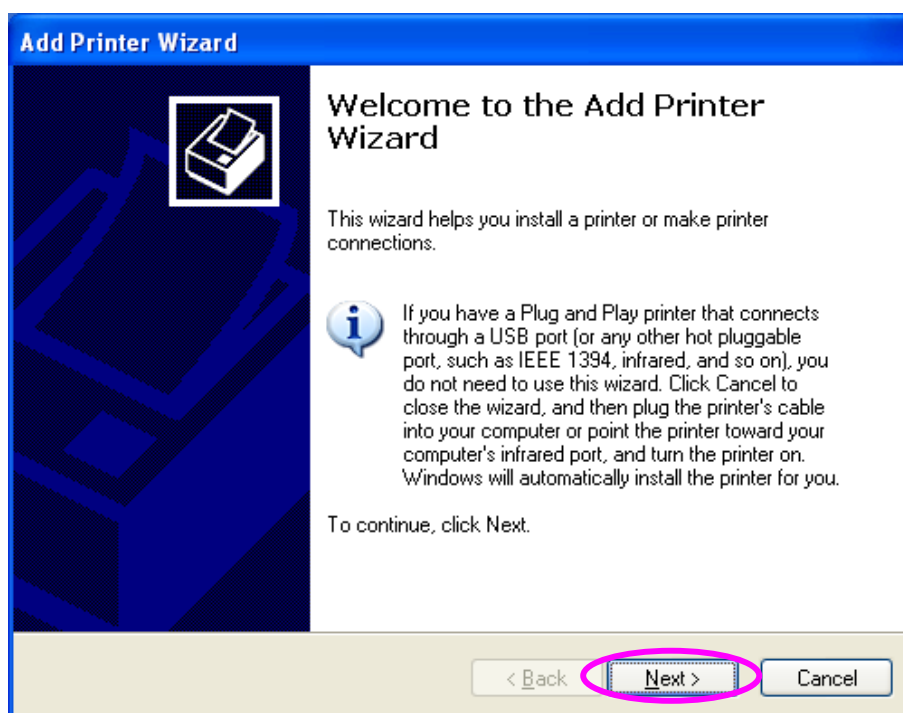 Add Printer Wizard
Welcome to the Add Printer
Wizard
This wizard helps you install a printer or make printer
connections.
If you have a Plug and Play printer that connects
through a USB port (or any other hot pluggable
port, such as IEEE 1394, infrared, and so on), you
do not need to use this wizard. Click Cancel to
close the wizard, and then plug the printer's cable
into your computer or point the printer toward your
computer's infrared port, and turn the printer on.
Windows will automatically install the printer for you.
To continue, click Next.
< Back Next > Cancel